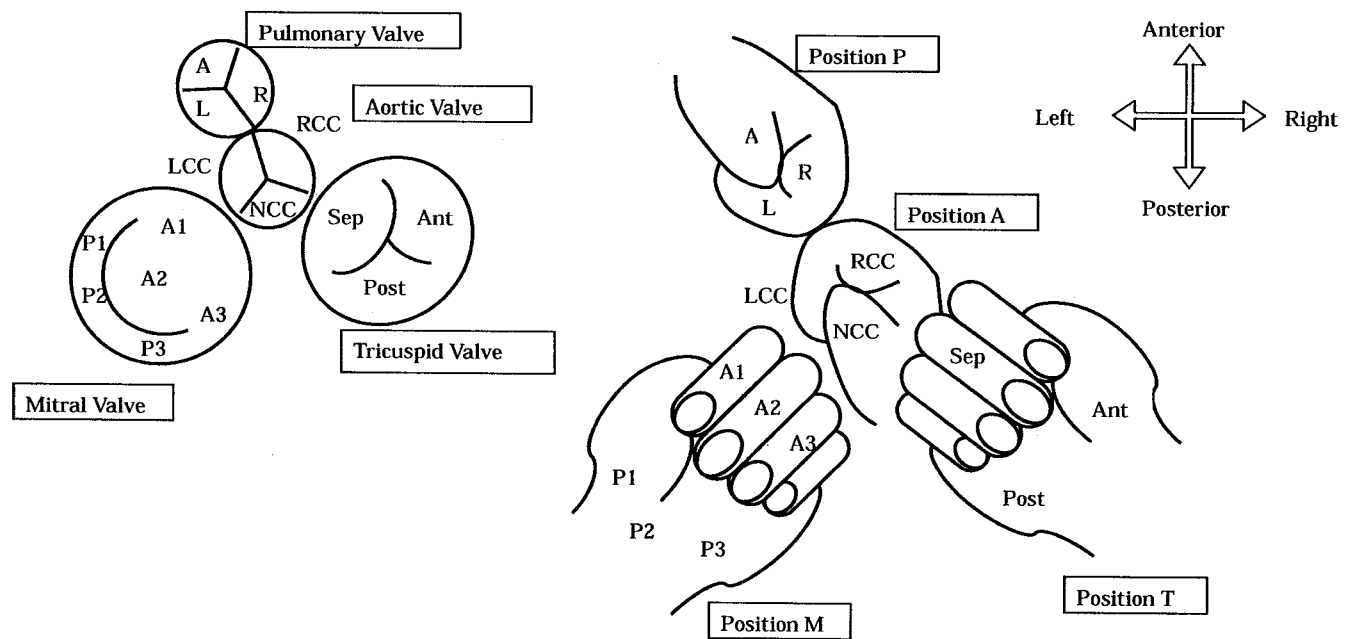 Pulmonary Valve
A
L
R
Aortic Valve
RCC
LCC
NCC
Sep
Ant
Post
A1
P1
A2
P2
A3
P3
Tricuspid Valve
Mitral Valve
Position P
A
R
L
Position A
RCC
LCC
NCC
A1
A2
A3
P1
P2
P3
Position M
Sep
Ant
Post
Position T
Anterior
Left
Right
Posterior